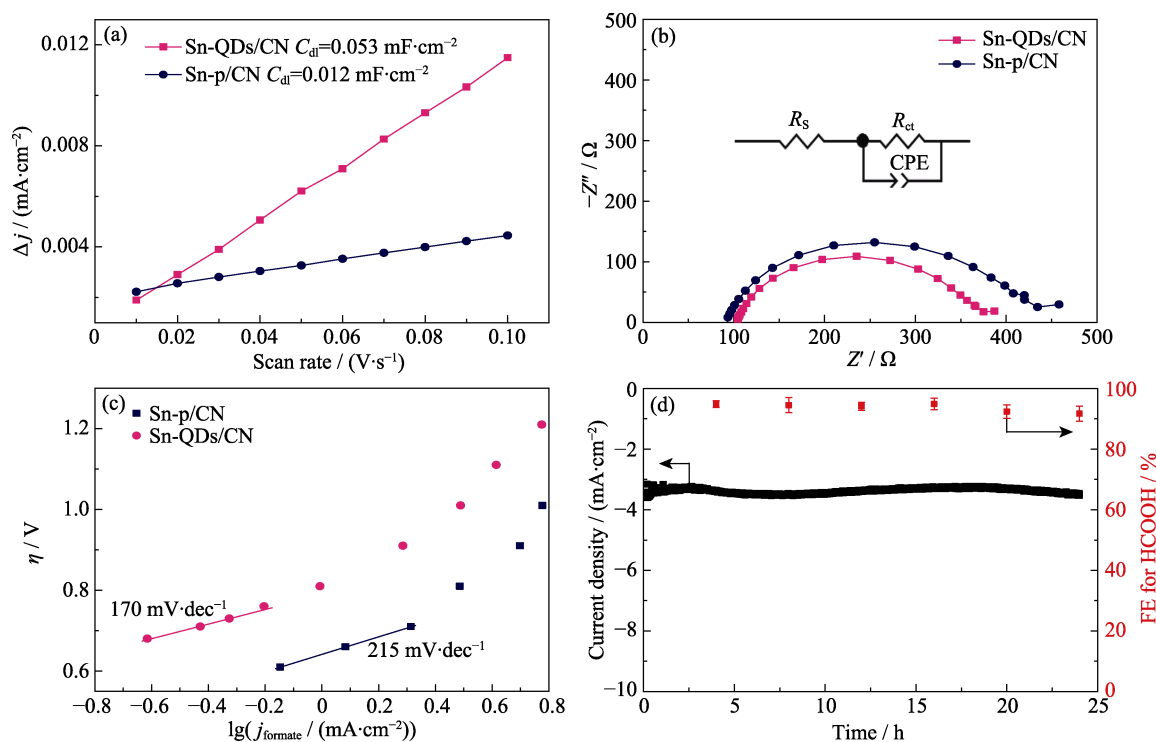 (a)
Sn-QDs/CN Cdl=0.053 mF·cm−2
Sn-p/CN Cdl=0.012 mF·cm−2
0.012
0.008
0.004
Δj / (mA·cm−2)
0 0.02 0.04 0.06 0.08 0.10
Scan rate / (V·s−1)
(b)
Sn-QDs/CN
Sn-p/CN
RS
Rct
CPE
−500
−400
−300
−200
−100
0
−Z″ / Ω
0 100 200 300 400 500
Z′ / Ω
(c)
Sn-p/CN
Sn-QDs/CN
1.2
1.0
0.8
0.6
η / V
170 mV·dec−1
215 mV·dec−1
−0.8 −0.6 −0.4 −0.2 0 0.2 0.4 0.6 0.8
lg(jformate / (mA·cm−2))
(d)
0
−2
−4
−6
−8
−10
Current density / (mA·cm−2)
100
80
60
40
20
0
FE for HCOOH / %
0 5 10 15 20 25
Time / h